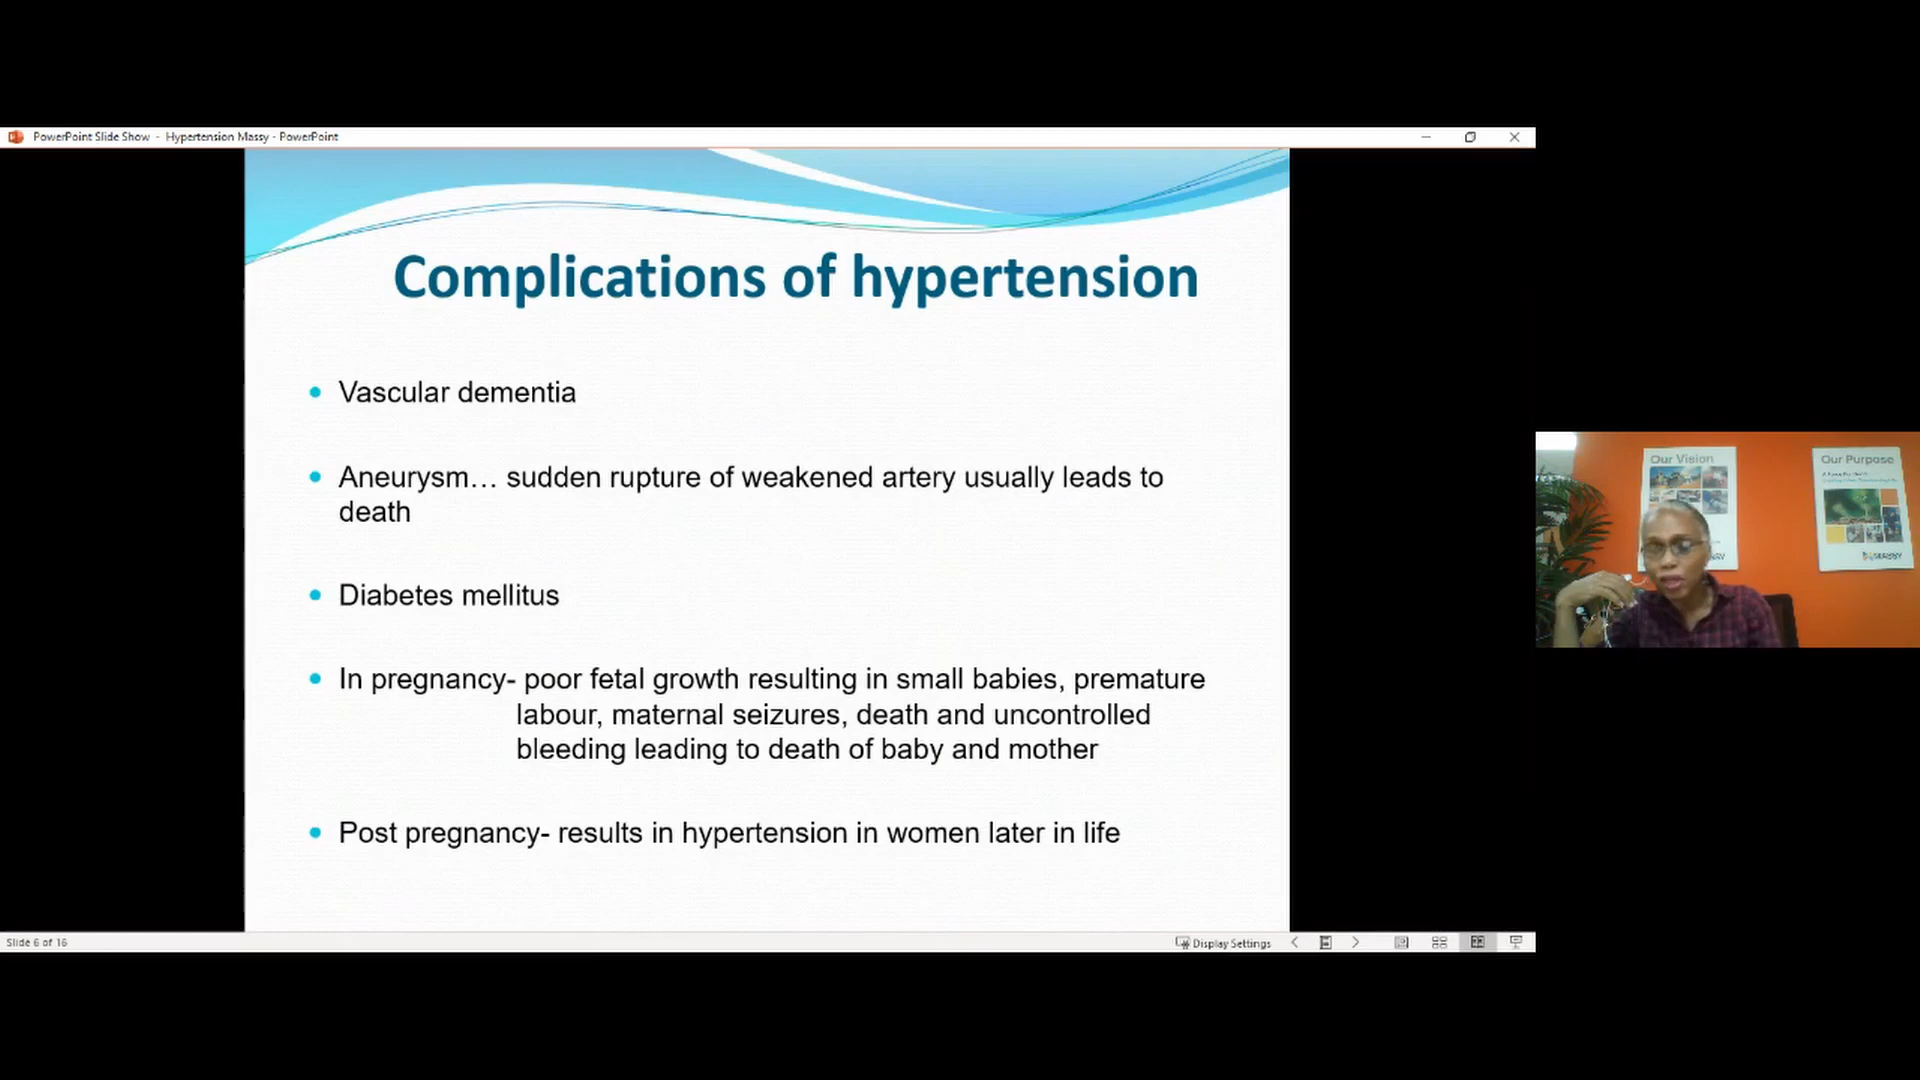 PowerPoint Slide Show - Hypertension Massy - PowerPoint
Complications of hypertension
Vascular dementia
Aneurysm… sudden rupture of weakened artery usually leads to
death
Diabetes mellitus
In pregnancy- poor fetal growth resulting in small babies, premature
labour, maternal seizures, death and uncontrolled
bleeding leading to death of baby and mother
Post pregnancy- results in hypertension in women later in life
Slide 6 of 16
Display Settings
Our Vision
Our Purpose
MASSY